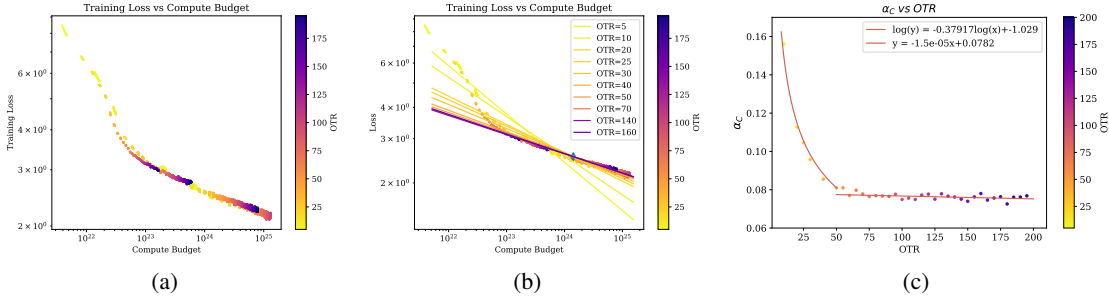 Training Loss vs Compute Budget
Training Loss
6 × 10⁰
4 × 10⁰
3 × 10⁰
2 × 10⁰
10²²
10²³
10²⁴
10²⁵
Compute Budget
175
150
125
100
75
50
25
OTR
(a)
Training Loss vs Compute Budget
Loss
6 × 10⁰
4 × 10⁰
3 × 10⁰
2 × 10⁰
OTR=5
OTR=10
OTR=20
OTR=25
OTR=30
OTR=40
OTR=50
OTR=70
OTR=140
OTR=160
10²²
10²³
10²⁴
10²⁵
Compute Budget
175
150
125
100
75
50
25
OTR
(b)
α_C vs OTR
α_C
0.16
0.14
0.12
0.10
0.08
0.06
log(y) = -0.37917log(x)+-1.029
y = -1.5e-05x+0.0782
25
50
75
100
125
150
175
200
OTR
200
175
150
125
100
75
50
25
OTR
(c)